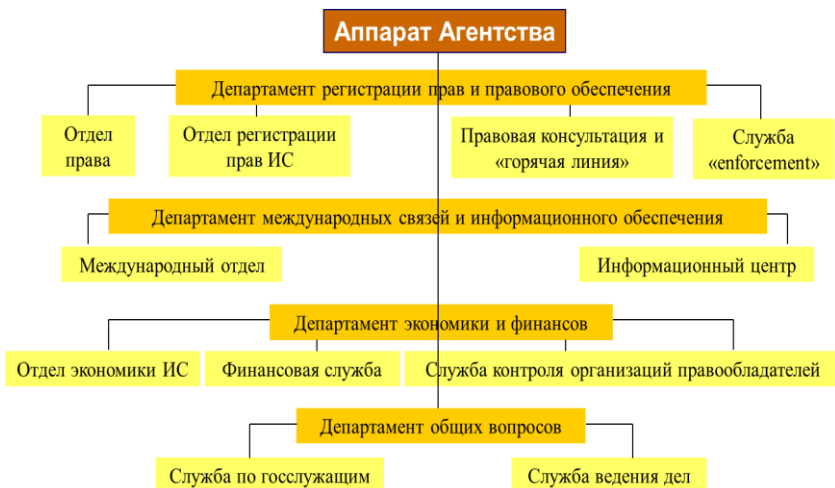 Аппарат Агентства
Департамент регистрации прав и правового обеспечения
Отдел
права
Отдел регистрации
прав ИС
Правовая консультация и
«горячая линия»
Служба
«enforcement»
Департамент международных связей и информационного обеспечения
Международный отдел
Информационный центр
Департамент экономики и финансов
Отдел экономики ИС
Финансовая служба
Служба контроля организаций правообладателей
Департамент общих вопросов
Служба по госслужащим
Служба ведения дел